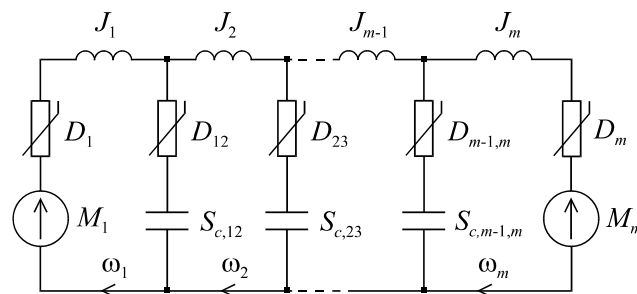 J1 J2 Jm-1 Jm
D1 D12 D23 Dm-1,m Dm
M1 Sc,12 Sc,23 Sc,m-1,m Mm
ω1 ω2 ωm